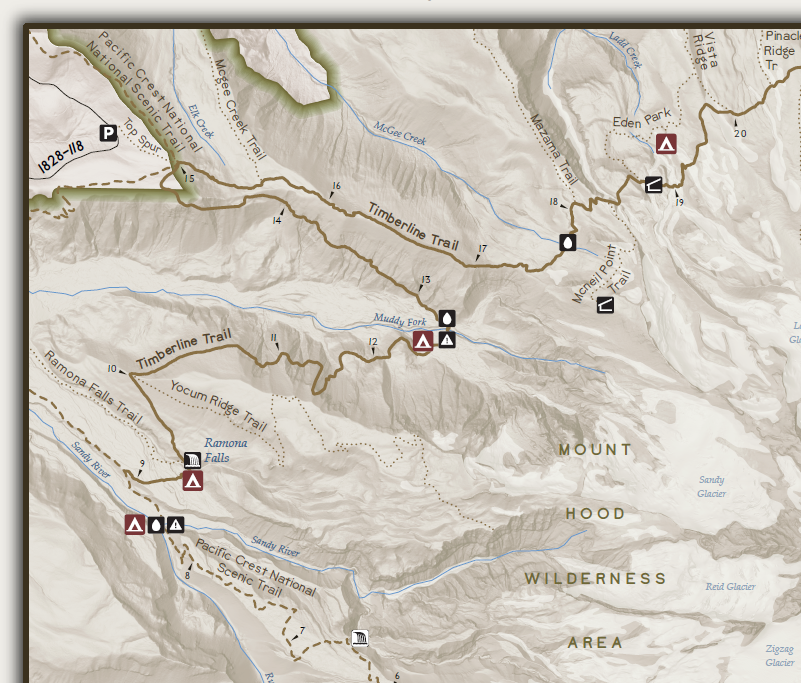 Pacific Crest National
National Scenic Trail
Mcgee Creek Trail
Elk Creek
Top Spur
P
1828-118
15
16
14
McGee Creek
Timberline Trail
17
13
Mazama Trail
18
Ladd Creek
Vista
Ridge
Pinacle
Ridge
Tr
Eden Park
20
19
Mcneil Point
Trail
Muddy Fork
Timberline Trail
11
12
10
Ramona Falls Trail
Yocum Ridge Trail
Ramona
Falls
9
Sandy River
Sandy River
Pacific Crest National
Scenic Trail
8
7
6
MOUNT
HOOD
WILDERNESS
AREA
Sandy
Glacier
Reid Glacier
Zigzag
Glacier